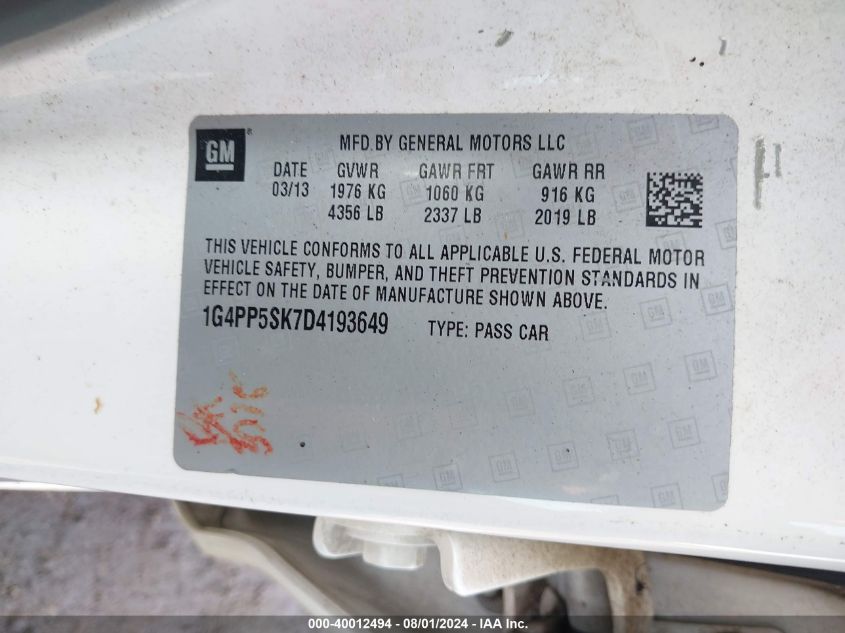 GM
MFD BY GENERAL MOTORS LLC
DATE GVWR GAWR FRT GAWR RR
03/13 1976 KG 1060 KG 916 KG
4356 LB 2337 LB 2019 LB
THIS VEHICLE CONFORMS TO ALL APPLICABLE U.S. FEDERAL MOTOR
VEHICLE SAFETY, BUMPER, AND THEFT PREVENTION STANDARDS IN
EFFECT ON THE DATE OF MANUFACTURE SHOWN ABOVE.
1G4PP5SK7D4193649 TYPE: PASS CAR
000-40012494 - 08/01/2024 - IAA Inc.